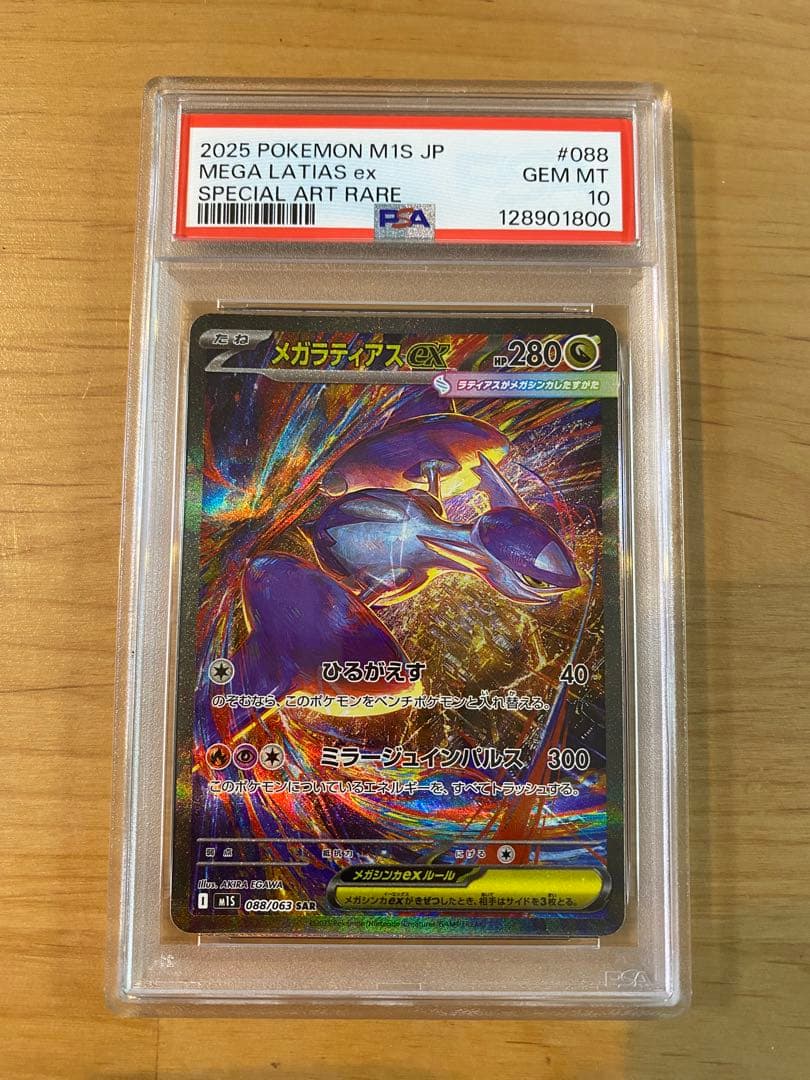 2025 POKEMON M1S JP #088
MEGA LATIAS ex GEM MT
SPECIAL ART RARE 10
PSA 128901800
たね メガラティアスex HP280
ラティアスがメガシンカしたすがた
ひるがえす 40
のぞむなら、このポケモンをベンチポケモンと入れ替える。
ミラージュインパルス 300
このポケモンについているエネルギーを、すべてトラッシュする。
弱点 抵抗力 にげる
Illus. AKIRA EGAWA
メガシンカexルール
メガシンカexがきぜつしたとき、相手はサイドを3枚とる。
I M1S 088/063 SAR
PSA